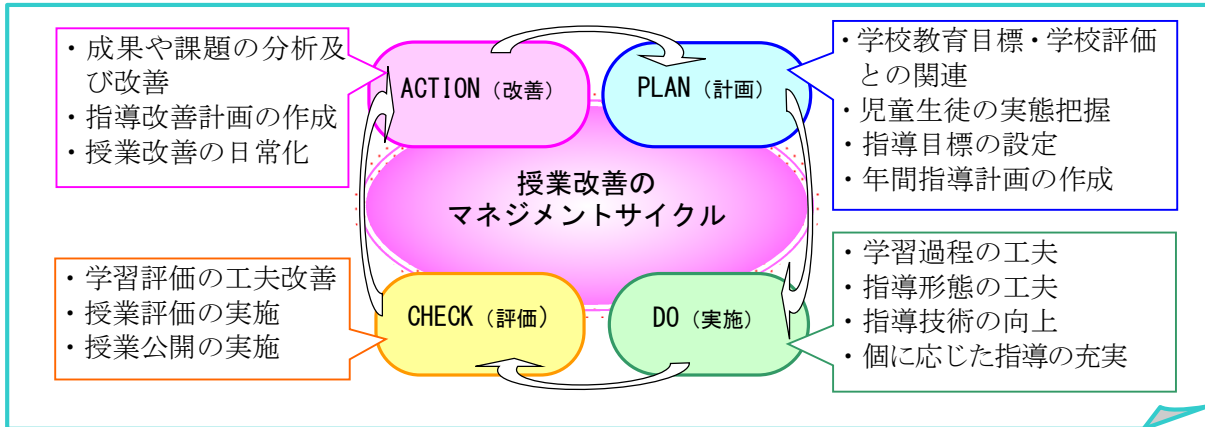 ・成果や課題の分析及
び改善
・指導改善計画の作成
・授業改善の日常化
ACTION（改善）
PLAN（計画）
・学校教育目標・学校評価
との関連
・児童生徒の実態把握
・指導目標の設定
・年間指導計画の作成
授業改善の
マネジメントサイクル
・学習評価の工夫改善
・授業評価の実施
・授業公開の実施
CHECK（評価）
DO（実施）
・学習過程の工夫
・指導形態の工夫
・指導技術の向上
・個に応じた指導の充実